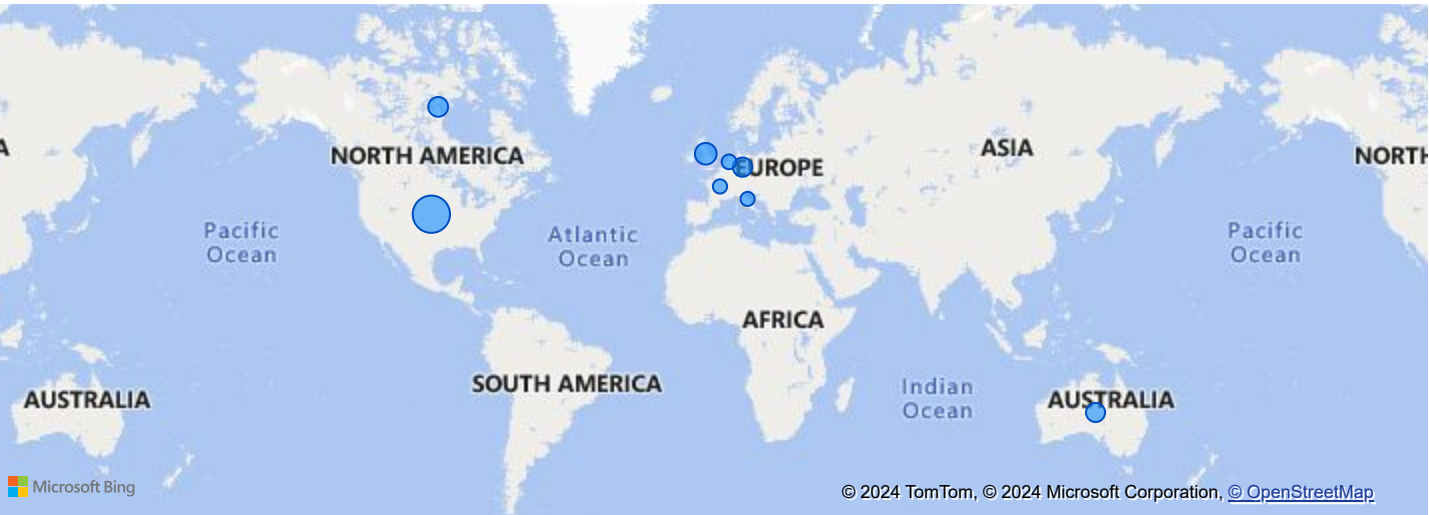 NORTH AMERICA
EUROPE
ASIA
A
NORTH
Pacific
Ocean
Atlantic
Ocean
Pacific
Ocean
AFRICA
SOUTH AMERICA
Indian
Ocean
AUSTRALIA
AUSTRALIA
Microsoft Bing
© 2024 TomTom, © 2024 Microsoft Corporation, © OpenStreetMap